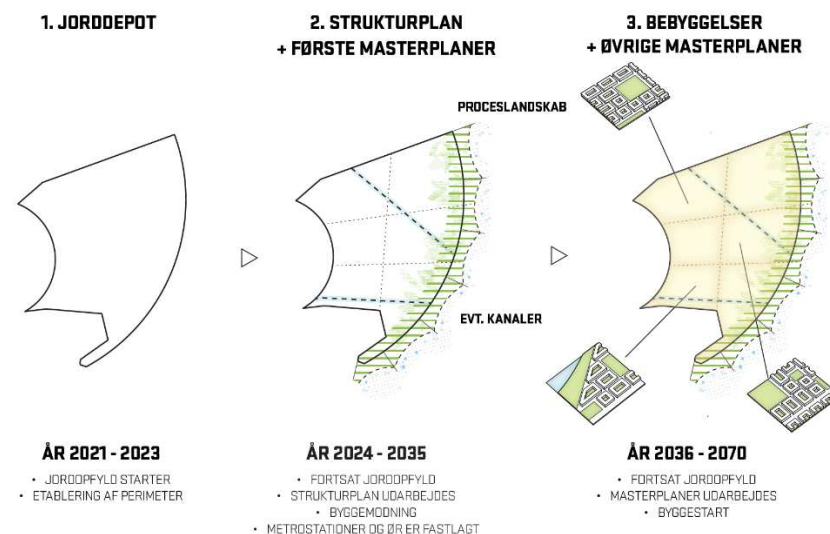 1. JORDDEPOT
2. STRUKTURPLAN
+ FØRSTE MASTERPLANER
3. BEBYGGELSER
+ ØVRIGE MASTERPLANER
PROCESLANDSKAB
EVT. KANALER
ÅR 2021 - 2023
• JORDOPFYLD STARTER
• ETABLERING AF PERIMETER
ÅR 2024 - 2035
• FORTSAT JORDOPFYLD
• STRUKTURPLAN UDARBEJDES
• BYGGEMODNING
• METROSTATIONER OG ØR ER FASTLAGT
ÅR 2036 - 2070
• FORTSAT JORDOPFYLD
• MASTERPLANER UDARBEJDES
• BYGGESTART